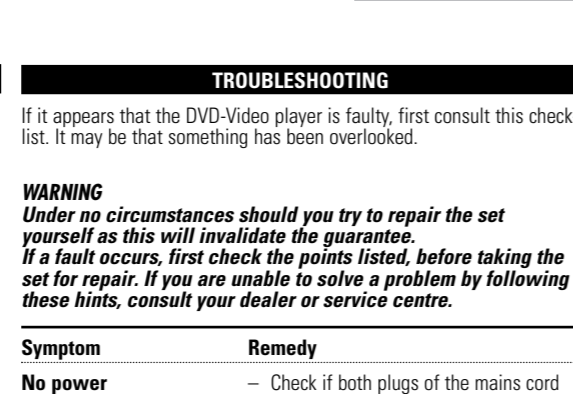 TROUBLESHOOTING
If it appears that the DVD-Video player is faulty, first consult this check
list. It may be that something has been overlooked.
WARNING
Under no circumstances should you try to repair the set
yourself as this will invalidate the guarantee.
If a fault occurs, first check the points listed, before taking the
set for repair. If you are unable to solve a problem by following
these hints, consult your dealer or service centre.
Symptom Remedy
No power – Check if both plugs of the mains cord